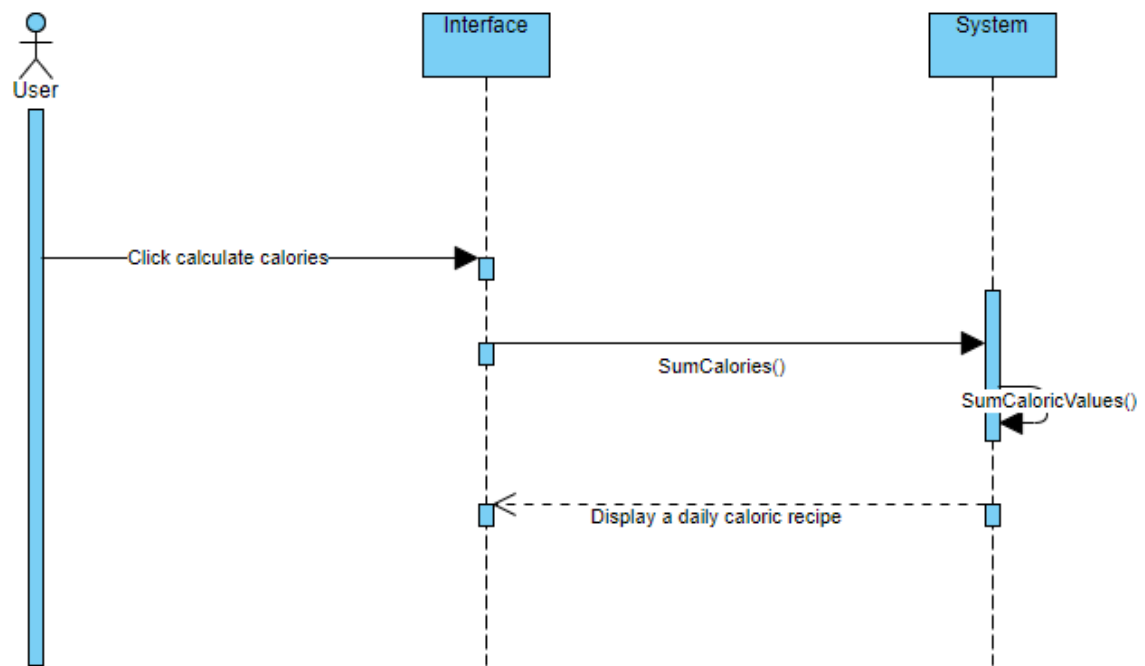 User
Interface
System
Click calculate calories
SumCalories()
SumCaloricValues()
Display a daily caloric recipe